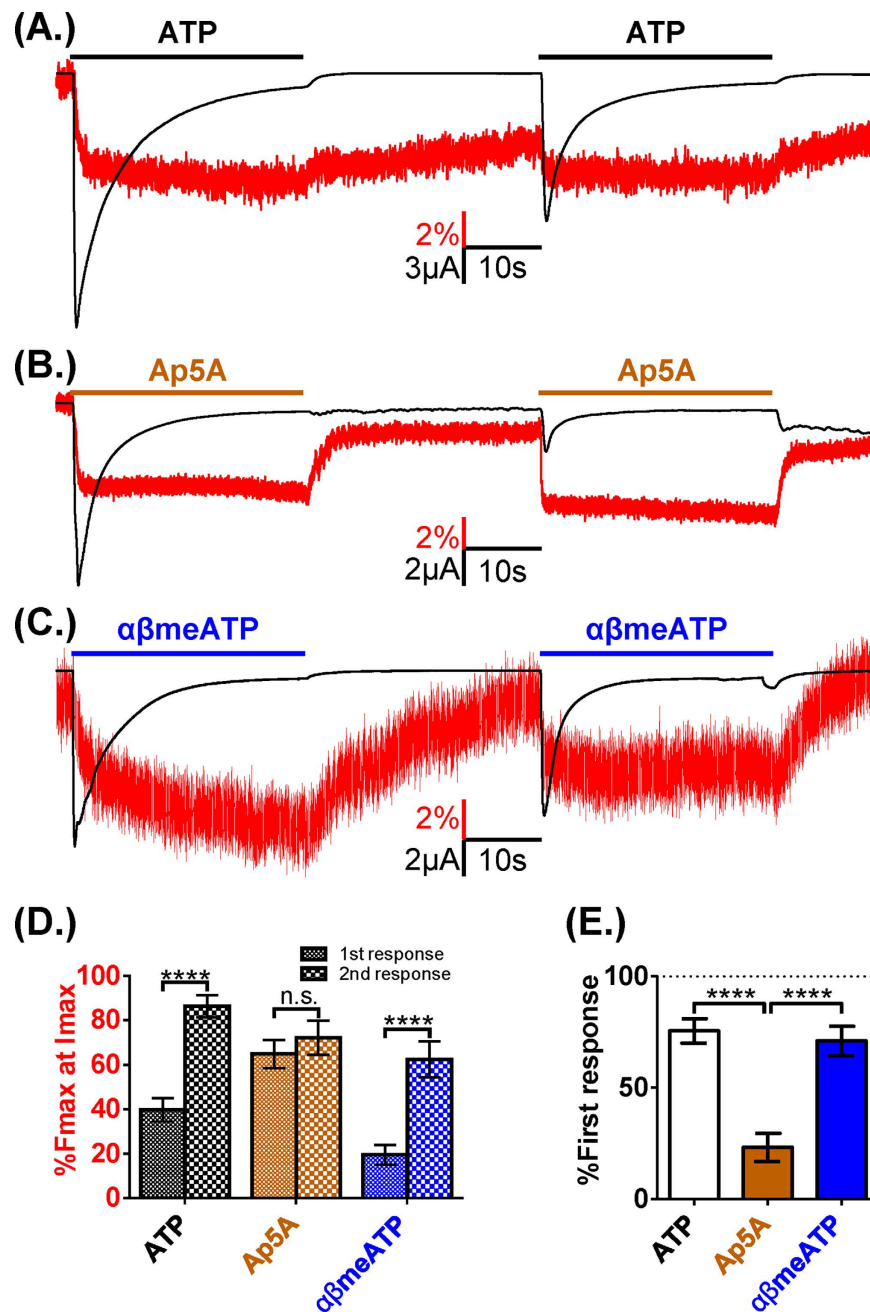 (A.)
ATP ATP
2%
3µA 10s
(B.)
Ap5A Ap5A
2%
2µA 10s
(C.)
αβmeATP αβmeATP
2%
2µA 10s
(D.)
1st response
2nd response
%Fmax at Imax
100
80
60
40
20
0
****
n.s.
****
ATP
Ap5A
αβmeATP
(E.)
%First response
100
50
0
**** ****
ATP
Ap5A
αβmeATP